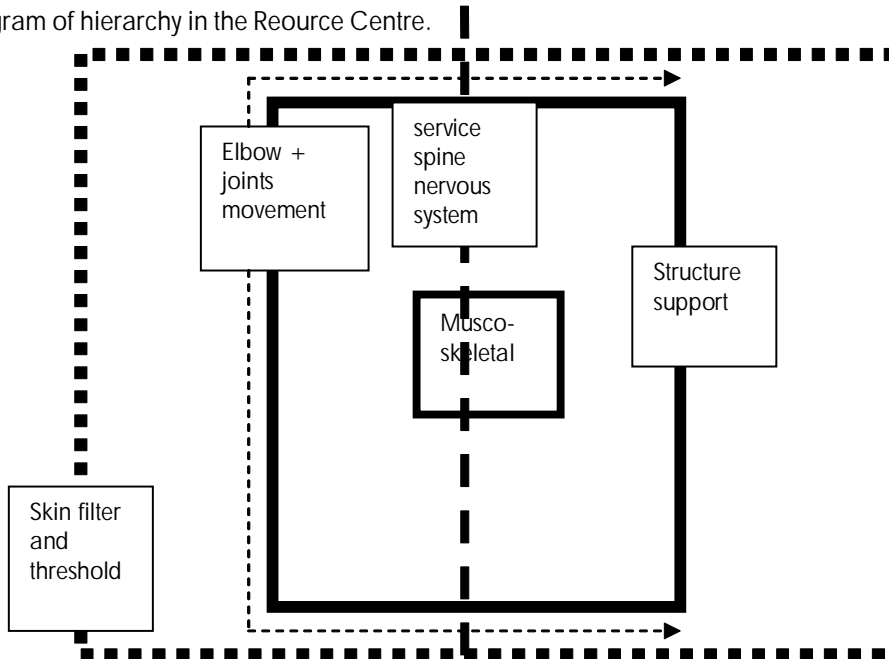 gram of hierarchy in the Reource Centre.
Elbow +
joints
movement
service
spine
nervous
system
Structure
support
Musco-
skeletal
Skin filter
and
threshold